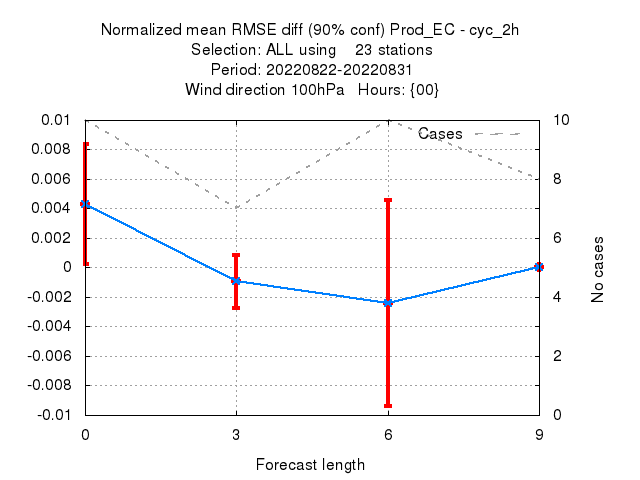 Normalized mean RMSE diff (90% conf) Prod_EC - cyc_2h
Selection: ALL using    23 stations
Period: 20220822-20220831
Wind direction 100hPa   Hours: {00}
Cases
0.01
0.008
0.006
0.004
0.002
0
-0.002
-0.004
-0.006
-0.008
-0.01
10
8
6
4
2
0
No cases
0 3 6 9
Forecast length